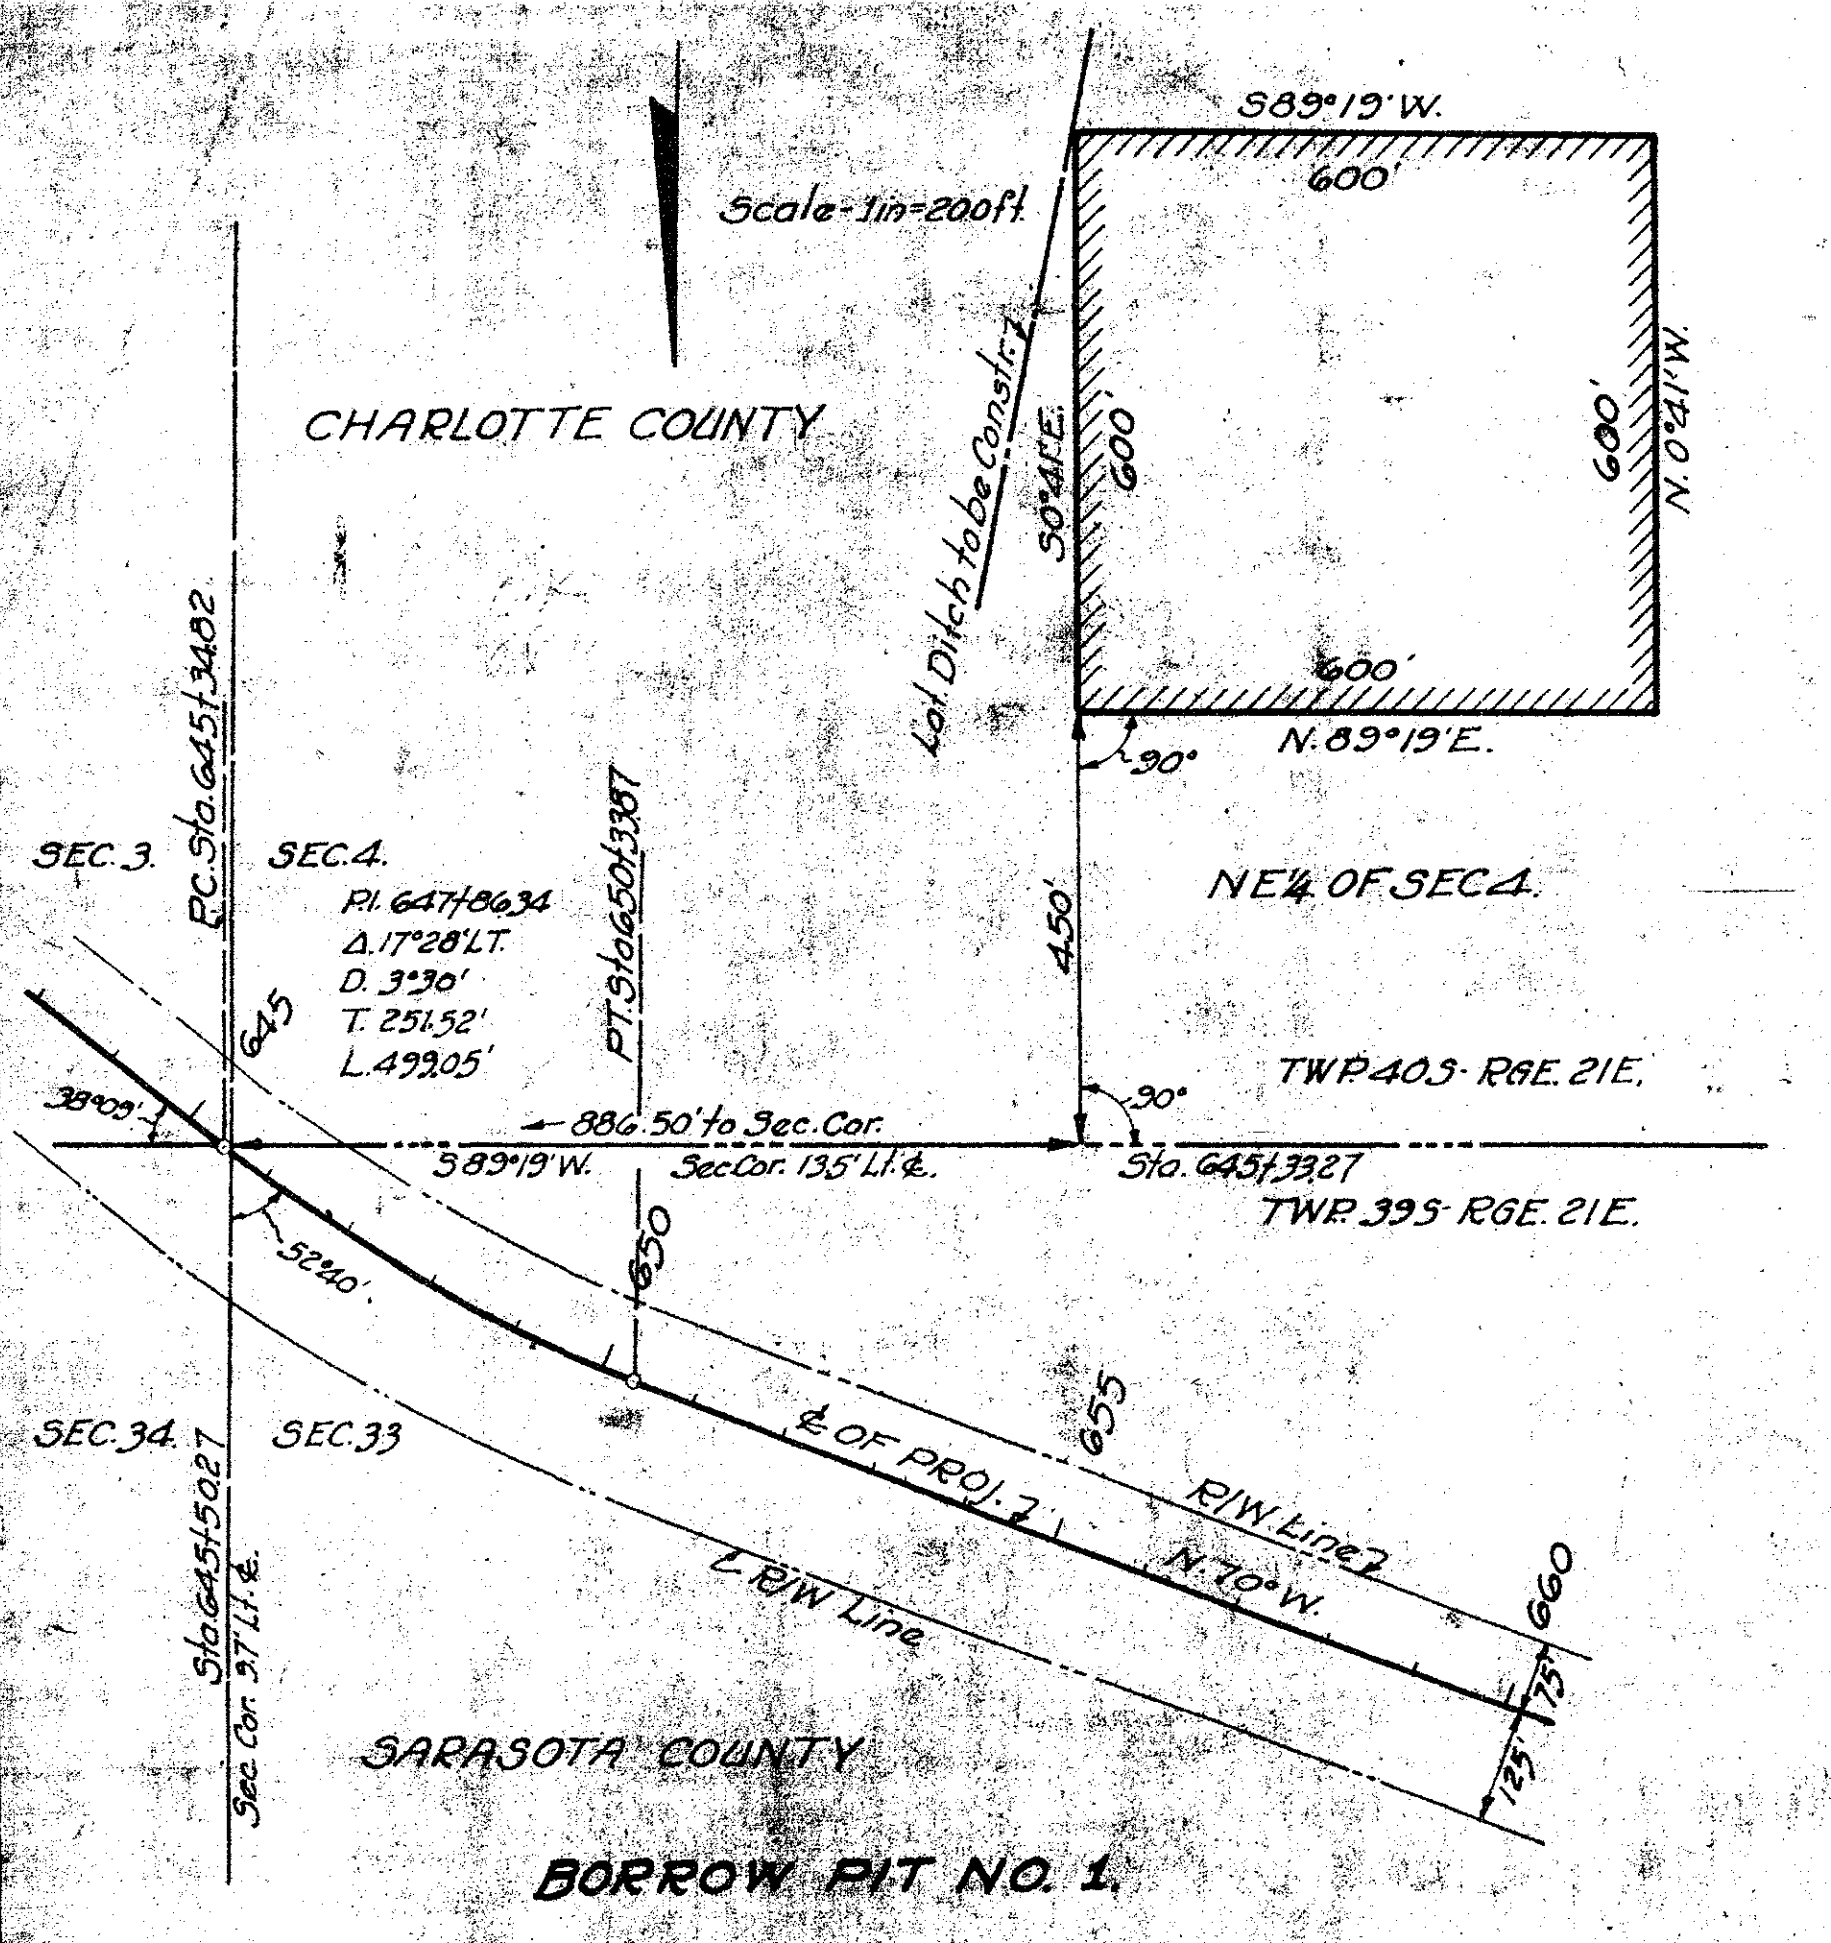 S89°19'W.
600'
Scale-1in=200ft.
Lat. Ditch to be Constr.
S0°41'E.
600'
600'
N.0°41'W.
CHARLOTTE COUNTY
600'
N.89°19'E.
90°
P.C. Sta. 645+34.82
P.T. Sta 650+33.87
SEC. 3.
SEC. 4.
450'
NE¼ OF SEC 4.
P.I. 647+86.34
Δ. 17°28' LT.
D. 3°30'
T. 251.52'
L. 499.05'
645
38°09'
90°
TWP. 40S- RGE. 21E.
886.50' to Sec. Cor.
S89°19'W.
Sec Cor. 13.5' Lt. ℄.
Sta. 645+33.27
TWP. 39S- RGE. 21E.
52°40'
650
655
SEC. 34.
SEC. 33
Sta 645+50.27
Sec Cor. 9.7' Lt. ℄.
℄ OF PROJ.
R/W Line
N.70°W.
R/W Line
660
75'
125'
SARASOTA COUNTY
BORROW PIT NO. 1.